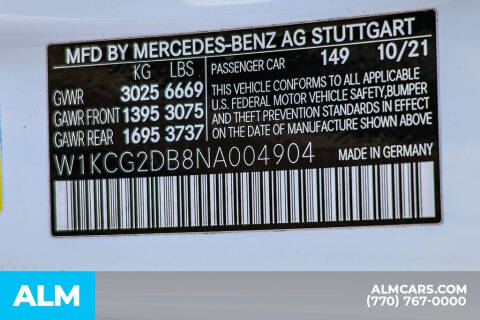 MFD BY MERCEDES-BENZ AG STUTTGART
KG LBS PASSENGER CAR 149 10/21
GVWR 3025 6669
GAWR FRONT 1395 3075
GAWR REAR 1695 3737
THIS VEHICLE CONFORMS TO ALL APPLICABLE
U.S. FEDERAL MOTOR VEHICLE SAFETY,BUMPER
AND THEFT PREVENTION STANDARDS IN EFFECT
ON THE DATE OF MANUFACTURE SHOWN ABOVE
W1KCG2DB8NA004904 MADE IN GERMANY
ALM
ALMCARS.COM
(770) 767-0000